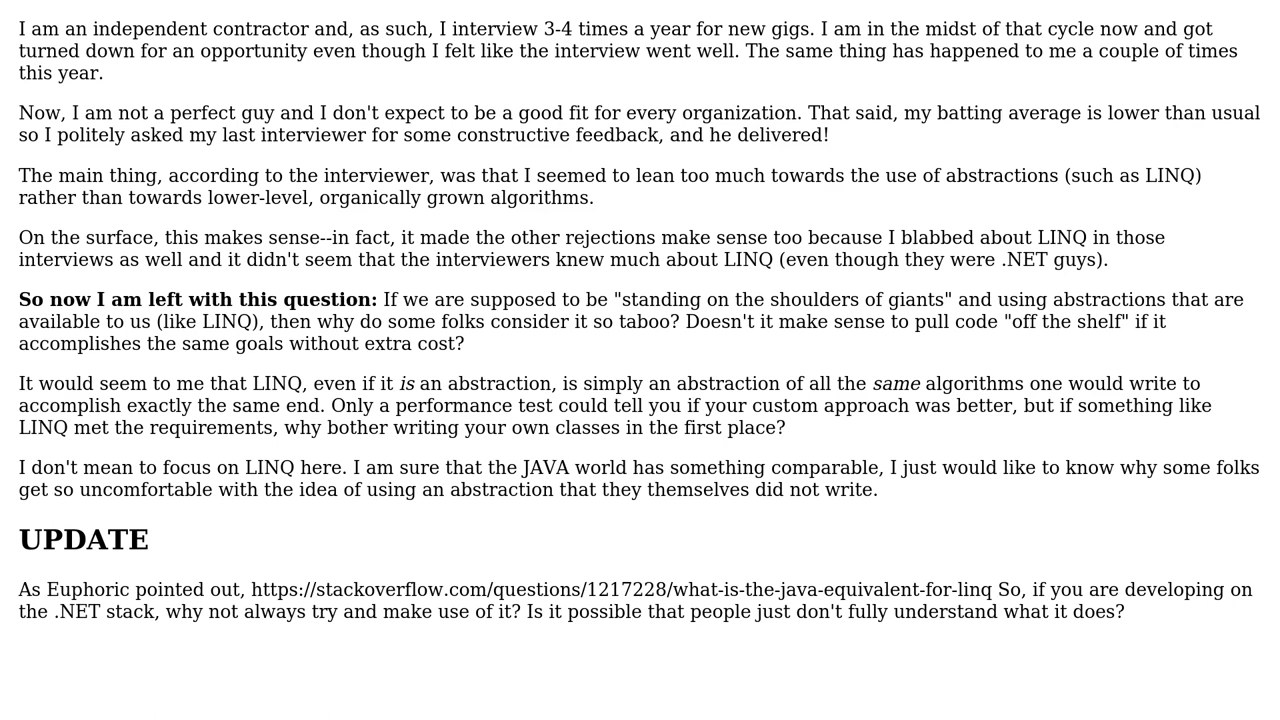 I am an independent contractor and, as such, I interview 3-4 times a year for new gigs. I am in the midst of that cycle now and got
turned down for an opportunity even though I felt like the interview went well. The same thing has happened to me a couple of times
this year.
Now, I am not a perfect guy and I don't expect to be a good fit for every organization. That said, my batting average is lower than usual
so I politely asked my last interviewer for some constructive feedback, and he delivered!
The main thing, according to the interviewer, was that I seemed to lean too much towards the use of abstractions (such as LINQ)
rather than towards lower-level, organically grown algorithms.
On the surface, this makes sense--in fact, it made the other rejections make sense too because I blabbed about LINQ in those
interviews as well and it didn't seem that the interviewers knew much about LINQ (even though they were .NET guys).
So now I am left with this question: If we are supposed to be "standing on the shoulders of giants" and using abstractions that are
available to us (like LINQ), then why do some folks consider it so taboo? Doesn't it make sense to pull code "off the shelf" if it
accomplishes the same goals without extra cost?
It would seem to me that LINQ, even if it is an abstraction, is simply an abstraction of all the same algorithms one would write to
accomplish exactly the same end. Only a performance test could tell you if your custom approach was better, but if something like
LINQ met the requirements, why bother writing your own classes in the first place?
I don't mean to focus on LINQ here. I am sure that the JAVA world has something comparable, I just would like to know why some folks
get so uncomfortable with the idea of using an abstraction that they themselves did not write.
UPDATE
As Euphoric pointed out, https://stackoverflow.com/questions/1217228/what-is-the-java-equivalent-for-linq So, if you are developing on
the .NET stack, why not always try and make use of it? Is it possible that people just don't fully understand what it does?